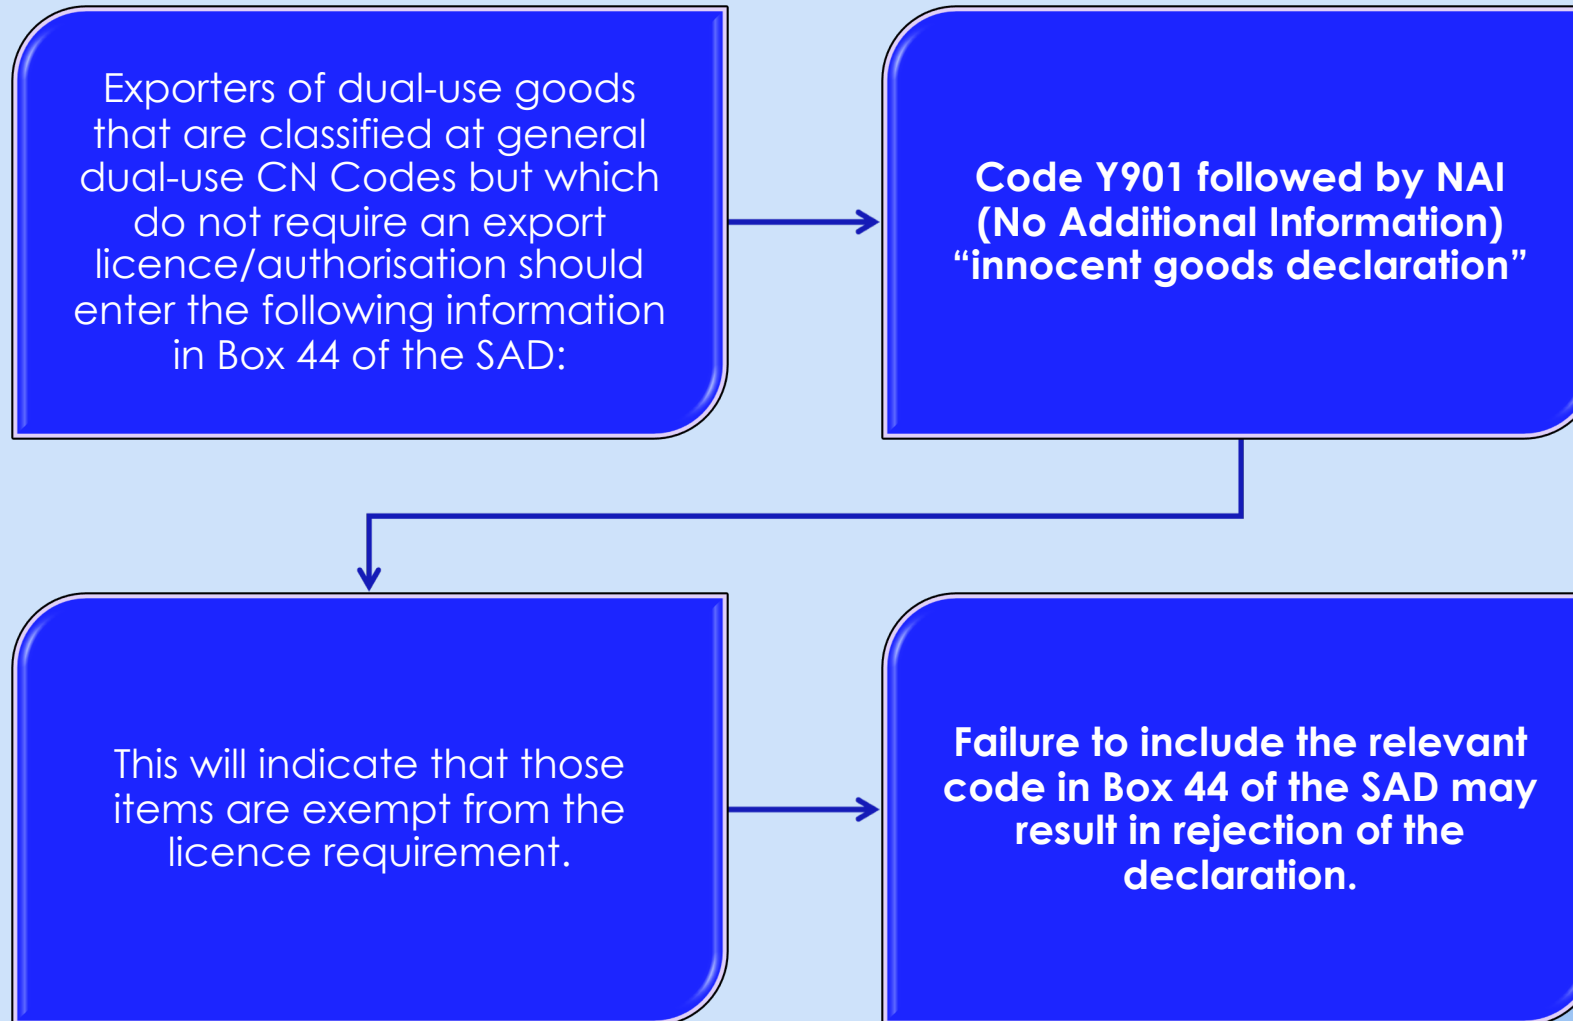 Exporters of dual-use goods
that are classified at general
dual-use CN Codes but which
do not require an export
licence/authorisation should
enter the following information
in Box 44 of the SAD:
Code Y901 followed by NAI
(No Additional Information)
“innocent goods declaration”
This will indicate that those
items are exempt from the
licence requirement.
Failure to include the relevant
code in Box 44 of the SAD may
result in rejection of the
declaration.